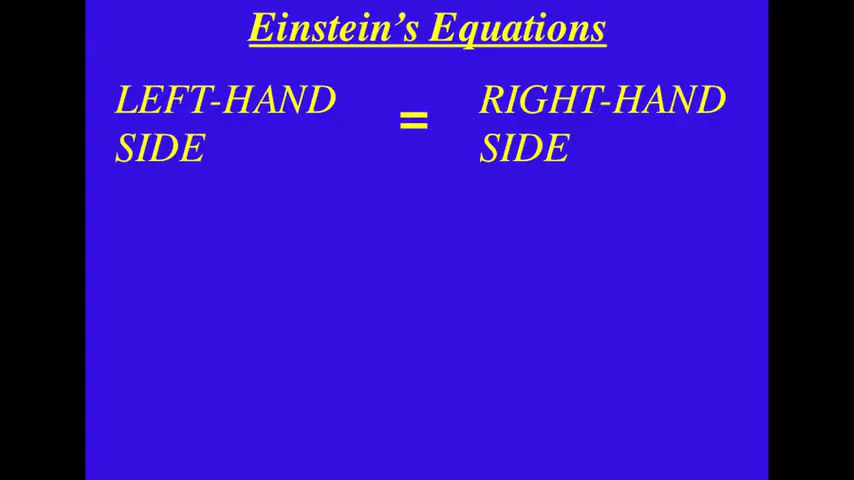 Einstein’s Equations
LEFT-HAND SIDE = RIGHT-HAND SIDE